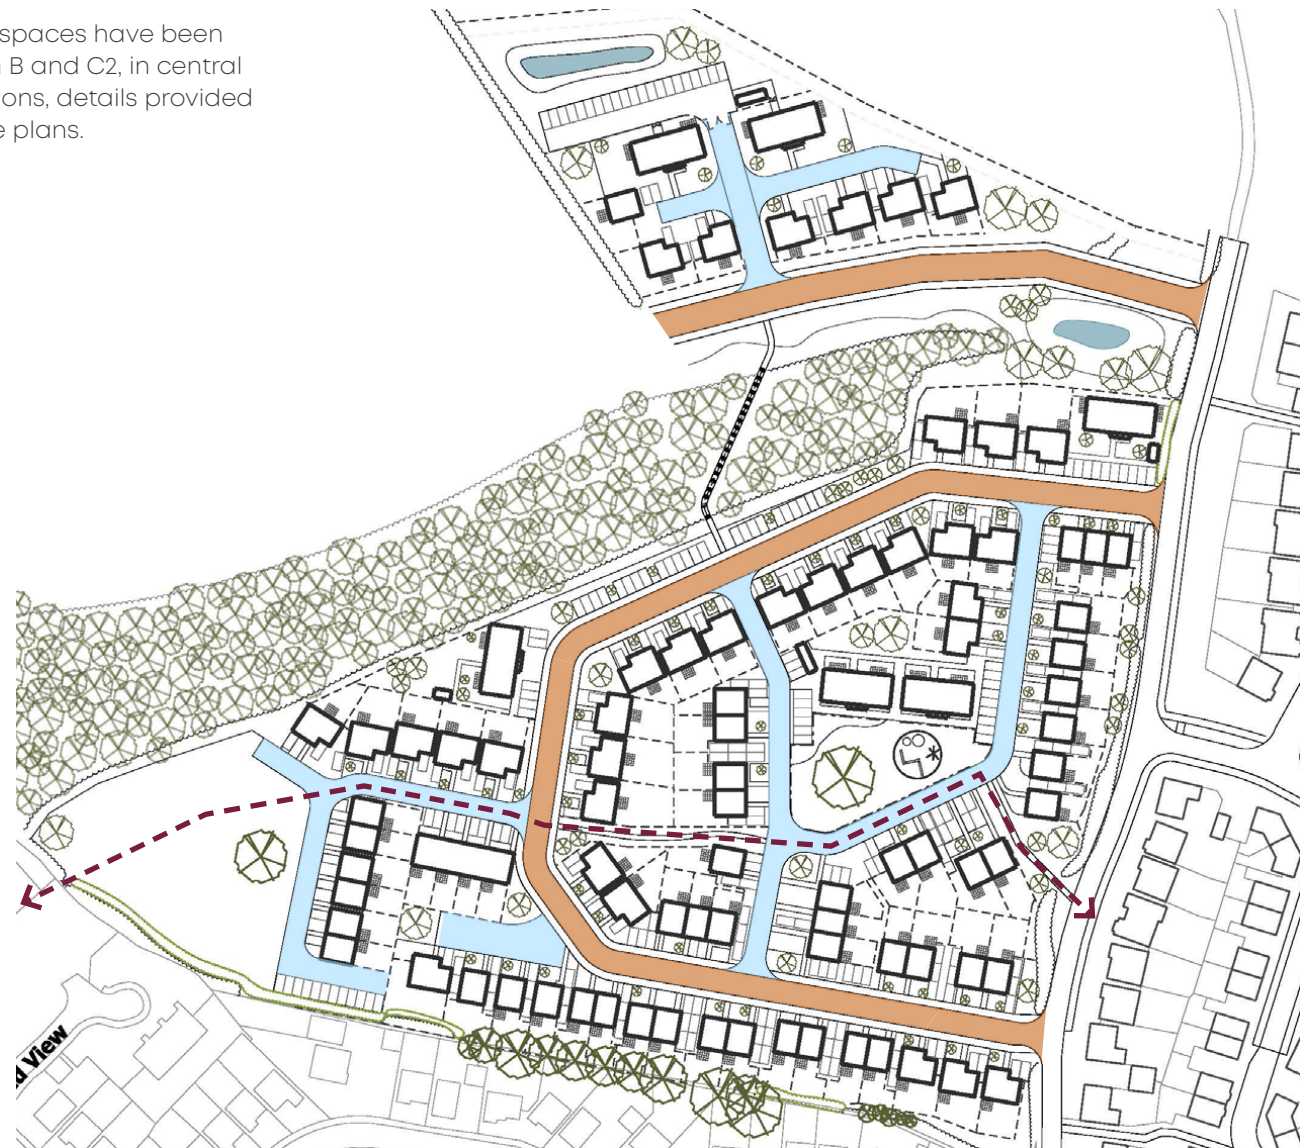 spaces have been
B and C2, in central
ons, details provided
plans.
View